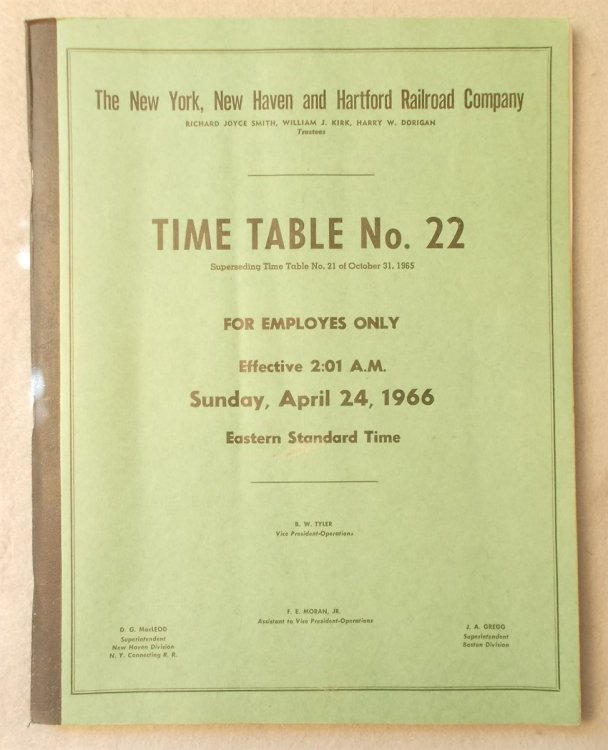 The New York, New Haven and Hartford Railroad Company
RICHARD JOYCE SMITH, WILLIAM J. KIRK, HARRY W. DORIGAN
Trustees
TIME TABLE No. 22
Superseding Time Table No. 21 of October 31, 1965
FOR EMPLOYES ONLY
Effective 2:01 A.M.
Sunday, April 24, 1966
Eastern Standard Time
B. W. TYLER
Vice President-Operations
F. E. MORAN, JR.
Assistant to Vice President-Operations
D. G. MacLEOD
Superintendent
New Haven Division
N. Y. Connecting R. R.
J. A. GREGG
Superintendent
Boston Division